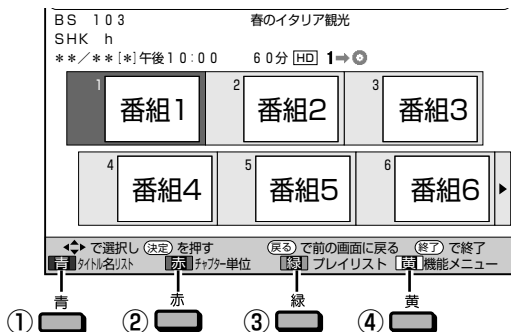 BS 103 春のイタリア観光
SHK h
**/**[*]午後10:00 60分 HD 1➡
1 番組1 2 番組2 3 番組3
4 番組4 5 番組5 6 番組6
で選択し 決定 を押す 戻る で前の画面に戻る 終了 で終了
青 タイトル名リスト 赤 チャプター単位 緑 プレイリスト 黄 機能メニュー
青 赤 緑 黄
① ② ③ ④